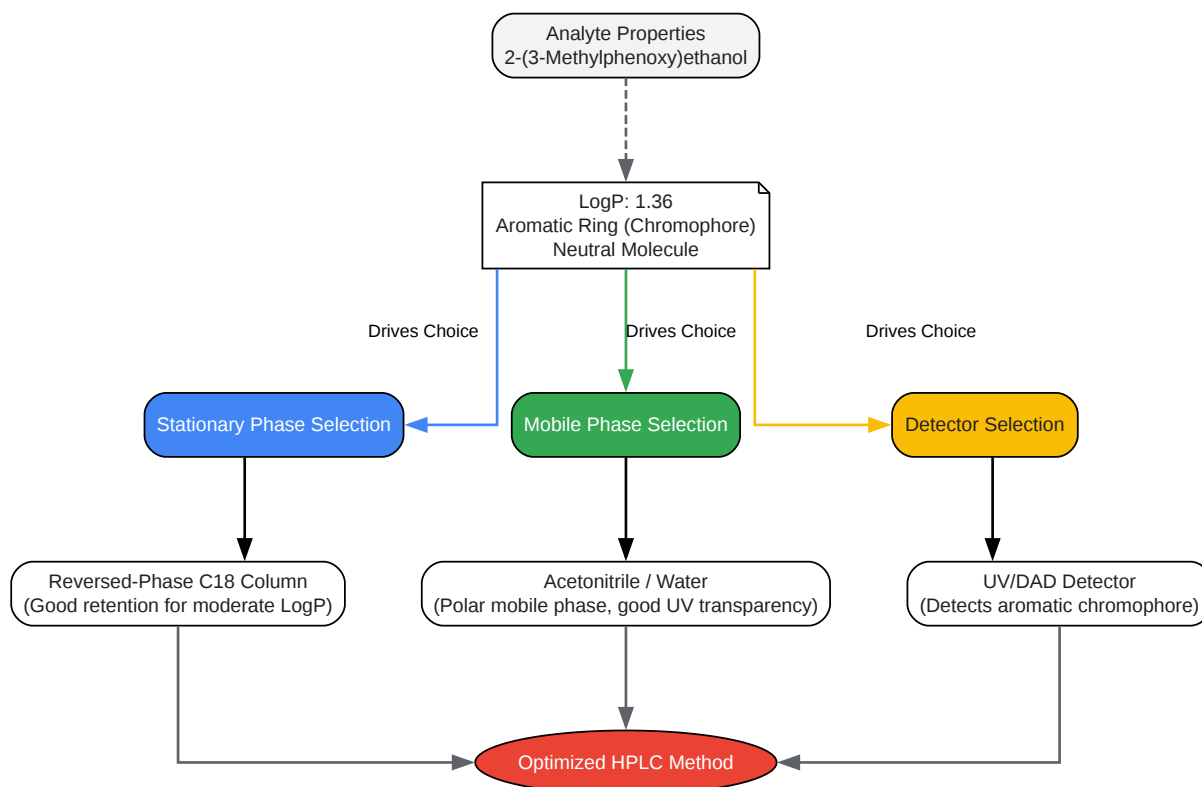 Analyte Properties
2-(3-Methylphenoxy)ethanol
LogP: 1.36
Aromatic Ring (Chromophore)
Neutral Molecule
Drives Choice
Drives Choice
Drives Choice
Stationary Phase Selection
Mobile Phase Selection
Detector Selection
Reversed-Phase C18 Column
(Good retention for moderate LogP)
Acetonitrile / Water
(Polar mobile phase, good UV transparency)
UV/DAD Detector
(Detects aromatic chromophore)
Optimized HPLC Method